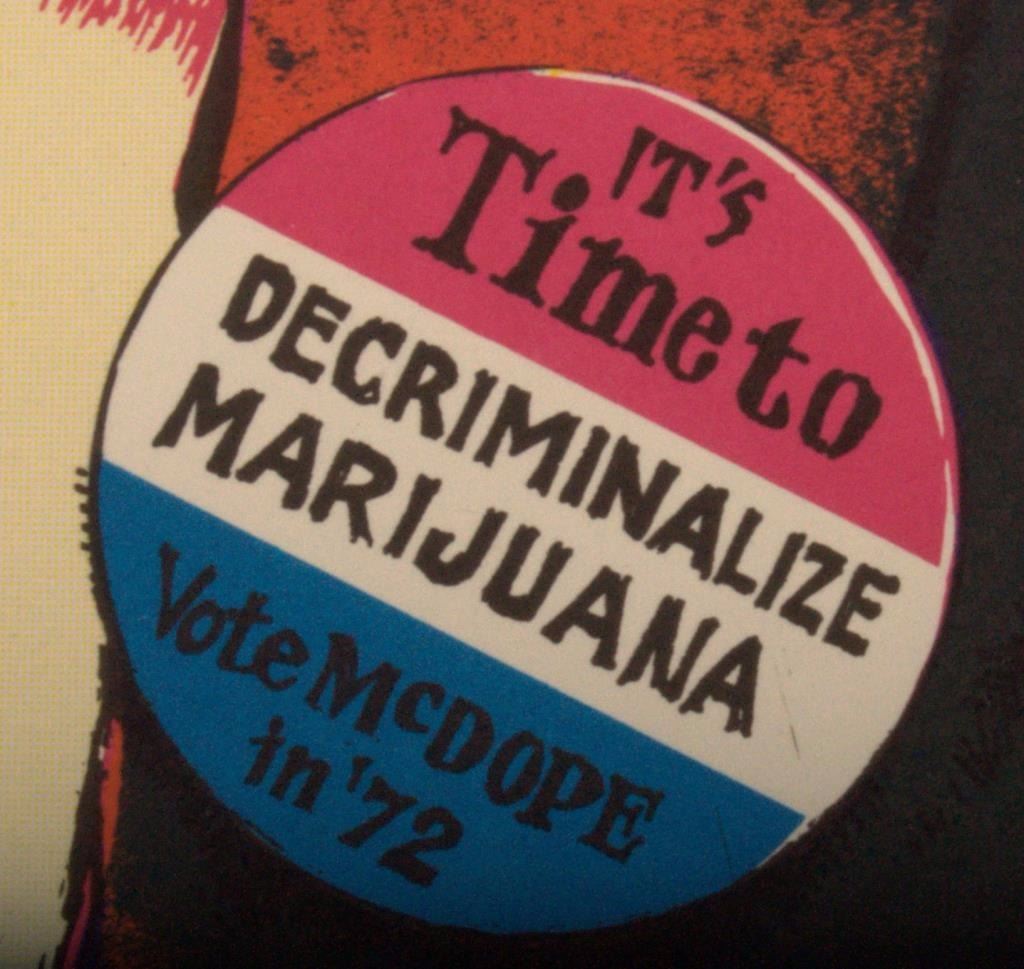 IT'S
Time to
DECRIMINALIZE
MARIJUANA
Vote McDOPE
in '72